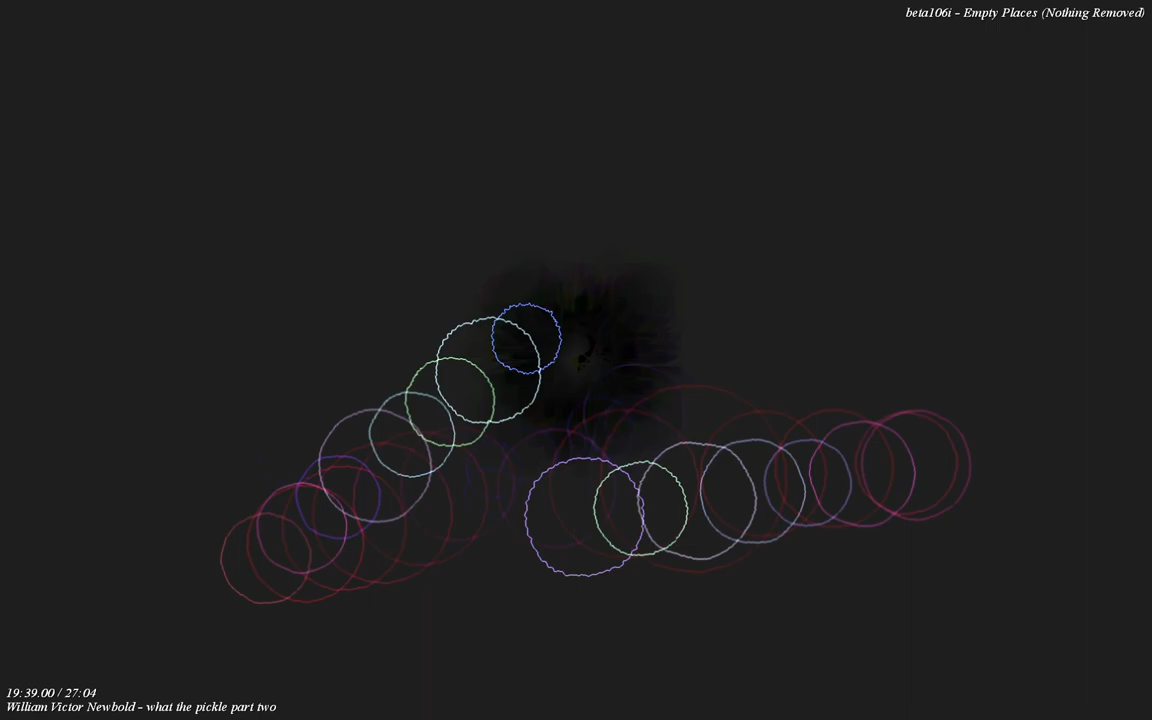 beta106i - Empty Places (Nothing Removed)
19:39.00 / 27:04
William Victor Newbold - what the pickle part two